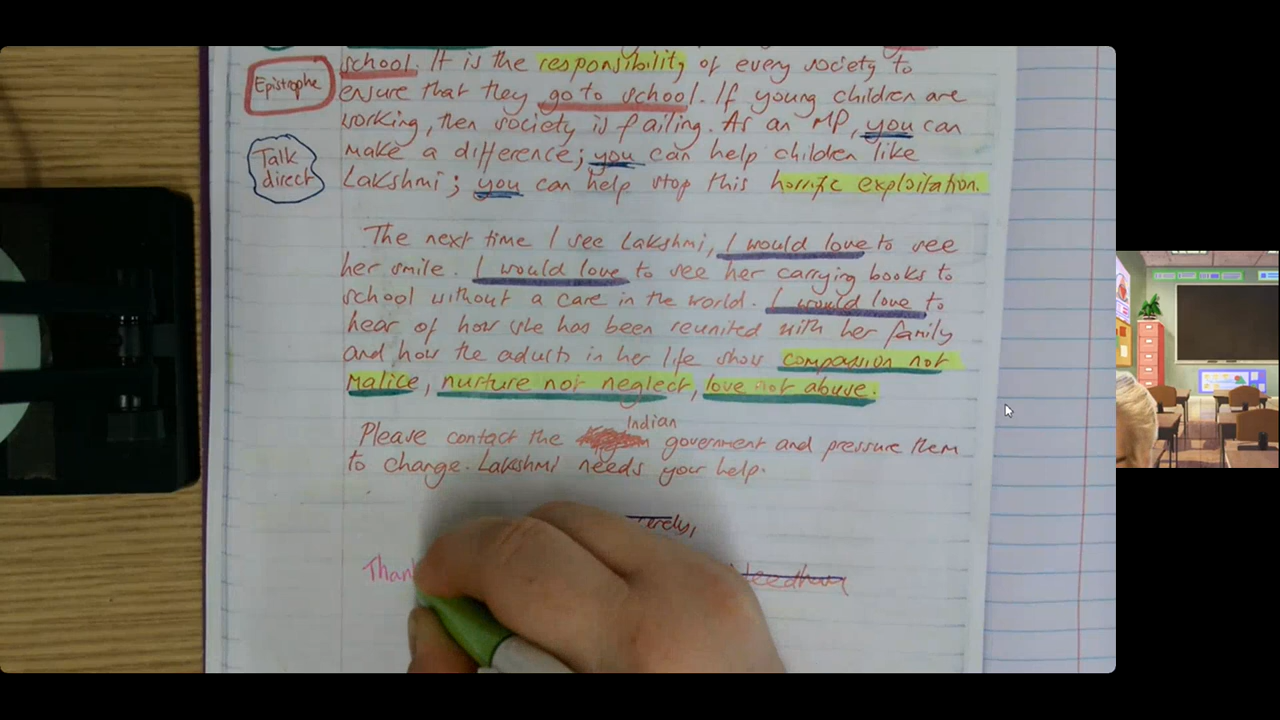 school. It is the responsibility of every society to
Epistrophe
ensure that they go to school. If young children are
working, then society is failing. As an MP, you can
Talk
direct
make a difference; you can help children like
Lakshmi; you can help stop this horrific exploitation.
The next time I see Lakshmi, I would love to see
her smile. I would love to see her carrying books to
school without a care in the world. I would love to
hear of how she has been reunited with her family
and how the adults in her life show compassion not
malice, nurture not neglect, love not abuse.
Indian
Please contact the government and pressure them
to change. Lakshmi needs your help.
Thank Needham